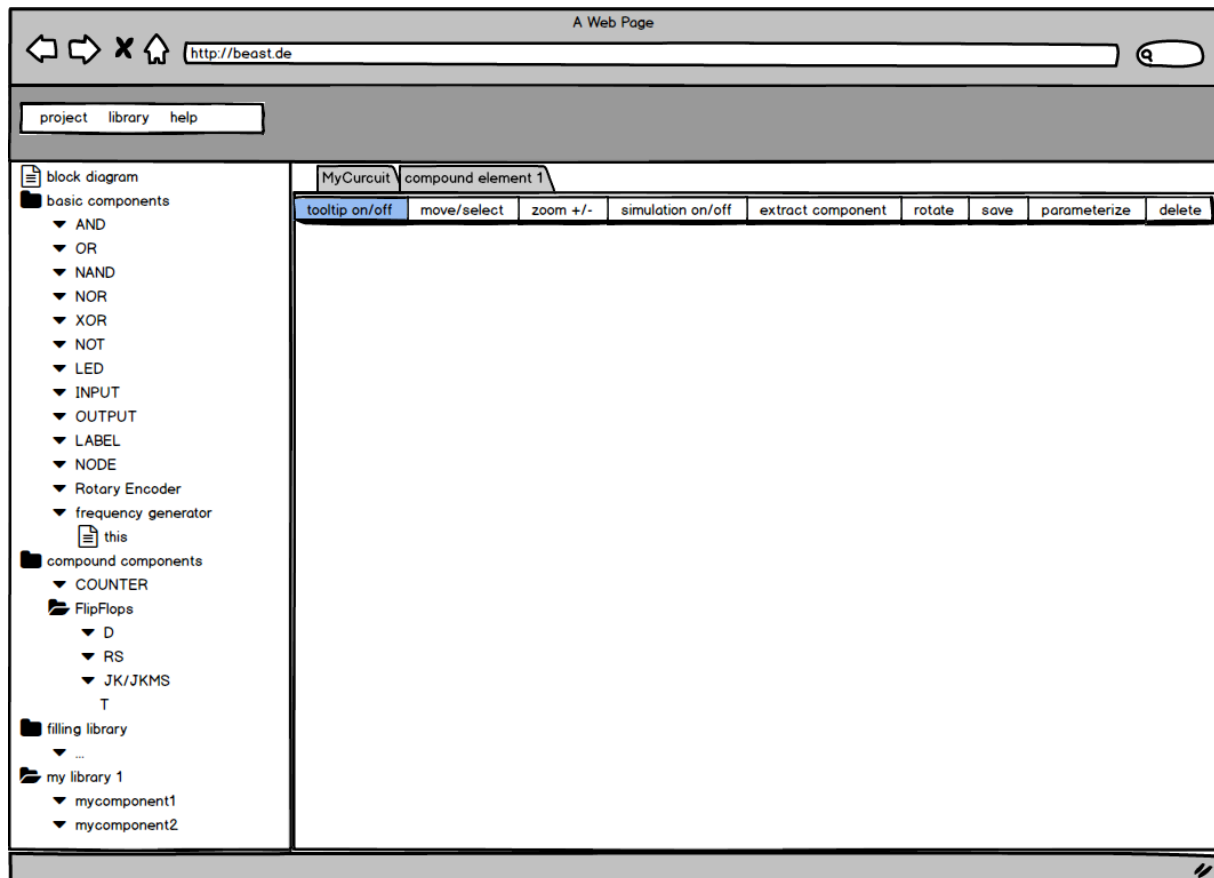 A Web Page
http://beast.de
project library help
block diagram
basic components
AND
OR
NAND
NOR
XOR
NOT
LED
INPUT
OUTPUT
LABEL
NODE
Rotary Encoder
frequency generator
this
compound components
COUNTER
FlipFlops
D
RS
JK/JKMS
T
filling library
...
my library 1
mycomponent1
mycomponent2
MyCurcuit compound element 1
tooltip on/off move/select zoom +/- simulation on/off extract component rotate save parameterize delete